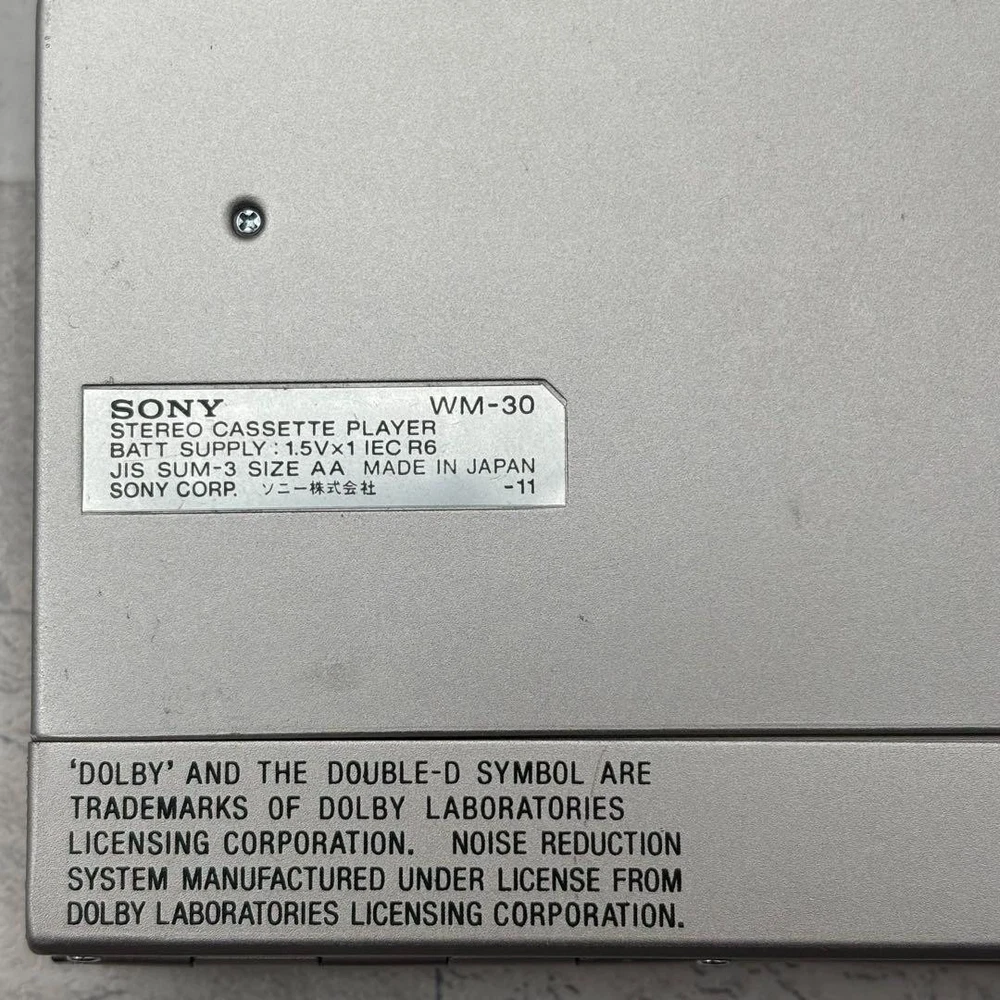 SONY WM-30
STEREO CASSETTE PLAYER
BATT SUPPLY : 1.5V×1 IEC R6
JIS SUM-3 SIZE AA MADE IN JAPAN
SONY CORP. ソニー株式会社 -11
'DOLBY' AND THE DOUBLE-D SYMBOL ARE
TRADEMARKS OF DOLBY LABORATORIES
LICENSING CORPORATION. NOISE REDUCTION
SYSTEM MANUFACTURED UNDER LICENSE FROM
DOLBY LABORATORIES LICENSING CORPORATION.